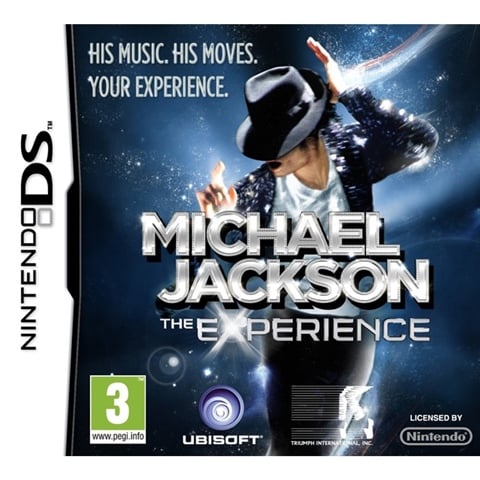 HIS MUSIC. HIS MOVES.
YOUR EXPERIENCE.
NINTENDO DS™
MICHAEL
JACKSON
THE EXPERIENCE
3
www.pegi.info
UBISOFT
TRIUMPH INTERNATIONAL, INC.
LICENSED BY
Nintendo